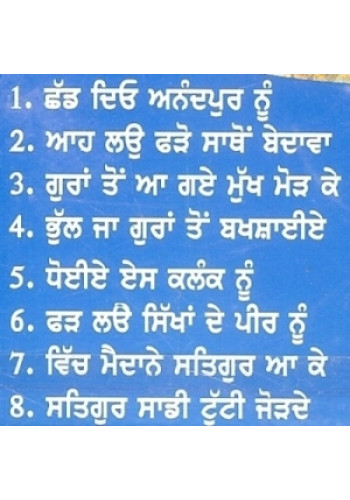 1. ਛੱਡ ਦਿਓ ਅਨੰਦਪੁਰ ਨੂੰ
2. ਆਹ ਲਉ ਫੜੋ ਸਾਥੋਂ ਬੇਦਾਵਾ
3. ਗੁਰਾਂ ਤੋਂ ਆ ਗਏ ਮੁੱਖ ਮੋੜ ਕੇ
4. ਭੁੱਲ ਜਾ ਗੁਰਾਂ ਤੋਂ ਬਖਸ਼ਾਈਏ
5. ਧੋਈਏ ਏਸ ਕਲੰਕ ਨੂੰ
6. ਫੜ ਲਓ ਸਿੱਖਾਂ ਦੇ ਪੀਰ ਨੂੰ
7. ਵਿੱਚ ਮੈਦਾਨੇ ਸਤਿਗੁਰ ਆ ਕੇ
8. ਸਤਿਗੁਰ ਸਾਡੀ ਟੁੱਟੀ ਜੋੜਦੇ